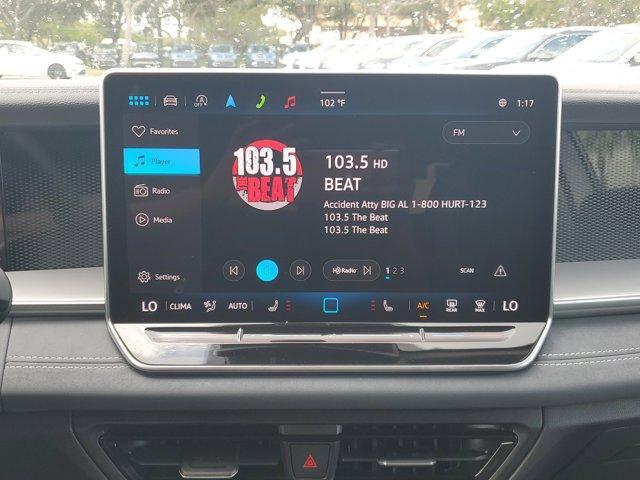 OFF
102 °F
1:17
Favorites
Player
Radio
Media
Settings
103.5
THE
BEAT
FM
103.5 HD
BEAT
Accident Atty BIG AL 1-800 HURT-123
103.5 The Beat
103.5 The Beat
HD Radio
1 2 3
SCAN
LO
CLIMA
AUTO
A/C
REAR
MAX
LO